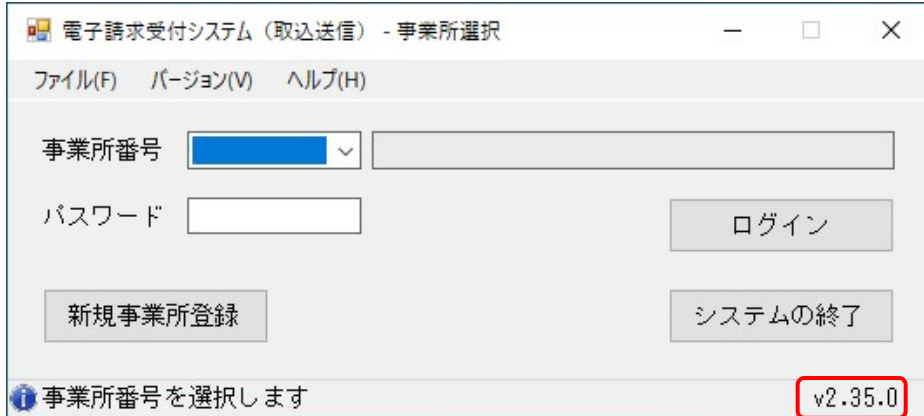 電子請求受付システム（取込送信） - 事業所選択
ファイル(F) バージョン(V) ヘルプ(H)
事業所番号
パスワード
ログイン
新規事業所登録
システムの終了
事業所番号を選択します
v2.35.0